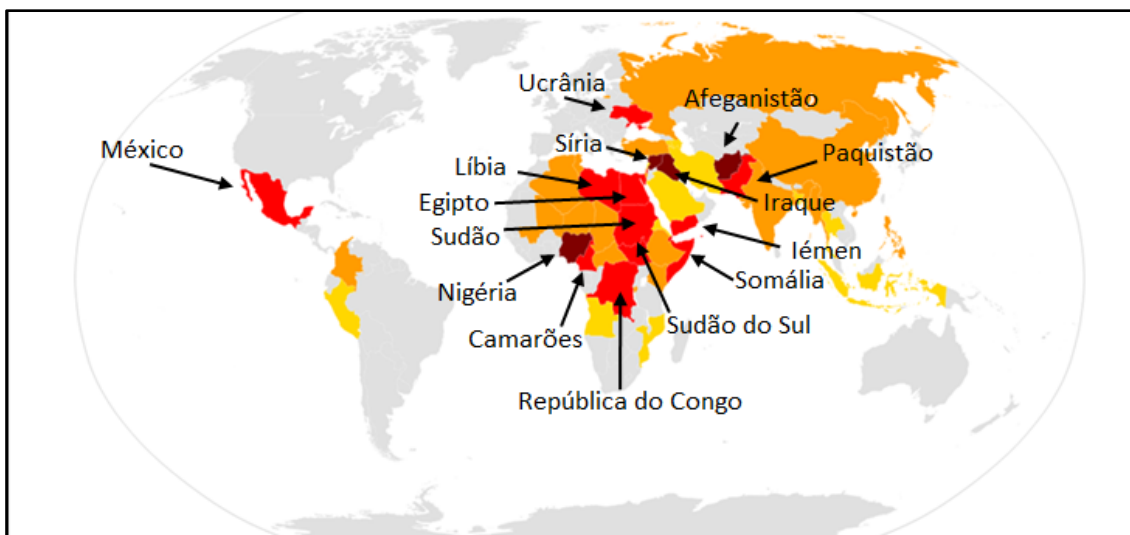 Ucrânia
Afeganistão
México
Síria
Paquistão
Líbia
Egipto
Iraque
Sudão
Iémen
Nigéria
Somália
Camarões
Sudão do Sul
República do Congo